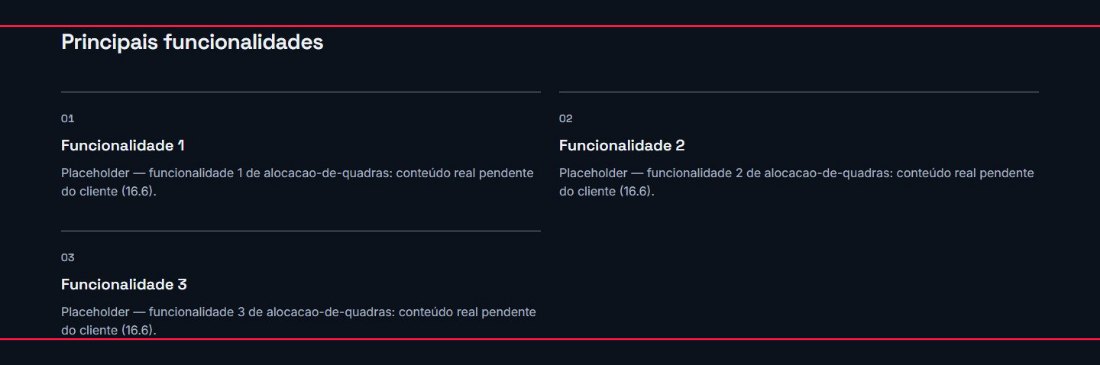 Principais funcionalidades
01
Funcionalidade 1
Placeholder — funcionalidade 1 de alocacao-de-quadras: conteúdo real pendente
do cliente (16.6).
02
Funcionalidade 2
Placeholder — funcionalidade 2 de alocacao-de-quadras: conteúdo real pendente
do cliente (16.6).
03
Funcionalidade 3
Placeholder — funcionalidade 3 de alocacao-de-quadras: conteúdo real pendente
do cliente (16.6).